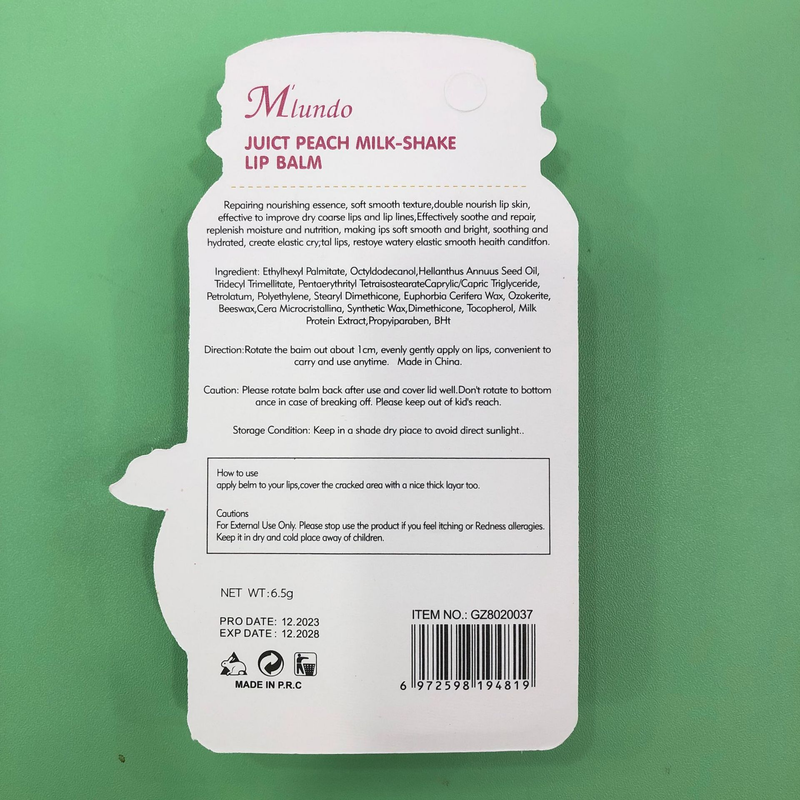 M'lundo
JUICT PEACH MILK-SHAKE
LIP BALM
Repairing nourishing essence, soft smooth texture,double nourish lip skin,
effective to improve dry coarse lips and lip lines,Effectively soothe and repair,
replenish moisture and nutrition, making ips soft smooth and bright, soothing and
hydrated, create elastic cry;tal lips, restoye watery elastic smooth heaith canditfon.
Ingredient: Ethylhexyl Palmitate, Octyldodecanol,Hellanthus Annuus Seed Oil,
Tridecyl Trimellitate, Pentaerythrityl TetraisostearateCaprylic/Capric Triglyceride,
Petrolatum, Polyethylene, Stearyl Dimethicone, Euphorbia Cerifera Wax, Ozokerite,
Beeswax,Cera Microcristallina, Synthetic Wax,Dimethicone, Tocopherol, Milk
Protein Extract,Propyiparaben, BHt
Direction:Rotate the baim out about 1cm, evenly gently apply on lips, convenient to
carry and use anytime. Made in China.
Caution: Please rotate balm back after use and cover lid well.Don't rotate to bottom
ance in case of breaking off. Please keep out of kid's reach.
Storage Condition: Keep in a shade dry piace to avoid direct sunlight..
How to use
apply belm to your lips,cover the cracked area with a nice thick layar too.
Cautions
For External Use Only. Please stop use the product if you feel itching or Redness alleragies.
Keep it in dry and cold place away of children.
NET WT:6.5g
PRO DATE: 12.2023
EXP DATE: 12.2028
MADE IN P.R.C
ITEM NO.: GZ8020037
6 972598 194819